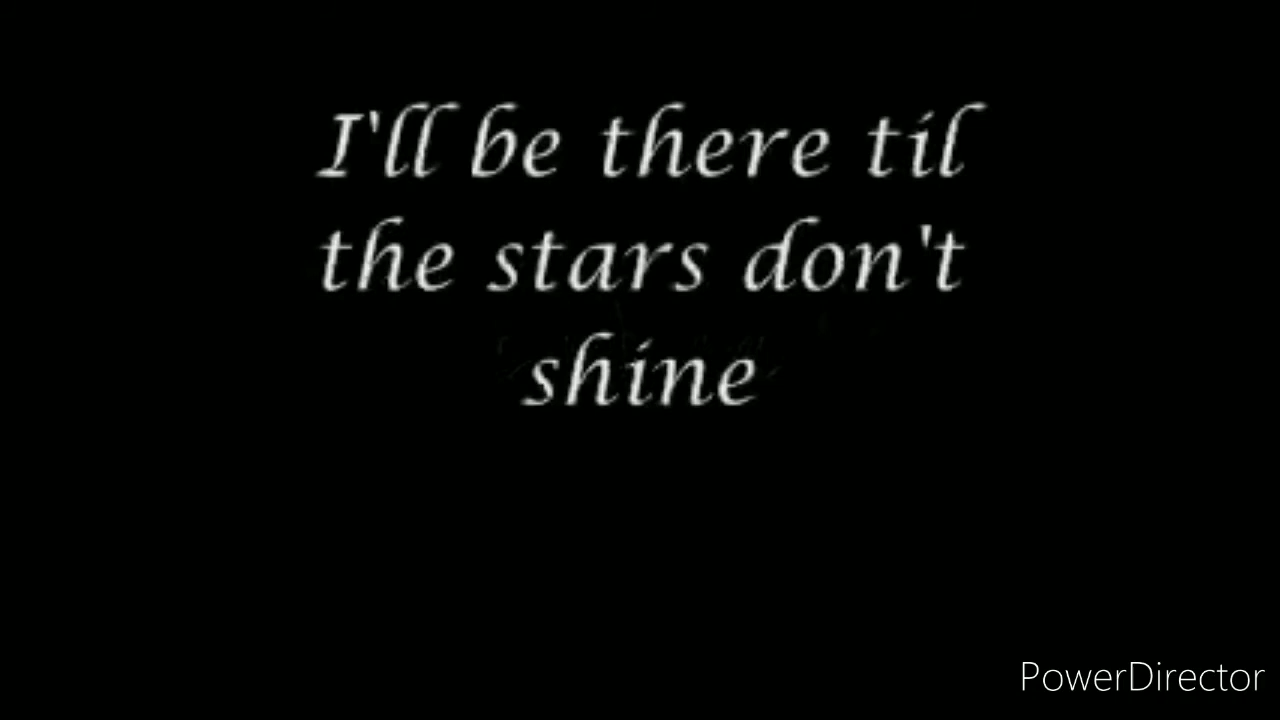 I'll be there til
the stars don't
shine
PowerDirector